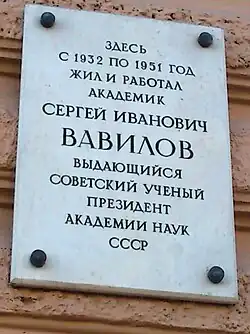 ЗДЕСЬ
С 1932 ПО 1951 ГОД
ЖИЛ И РАБОТАЛ
АКАДЕМИК
СЕРГЕЙ ИВАНОВИЧ
ВАВИЛОВ
ВЫДАЮЩИЙСЯ
СОВЕТСКИЙ УЧЕНЫЙ
ПРЕЗИДЕНТ
АКАДЕМИИ НАУК
СССР